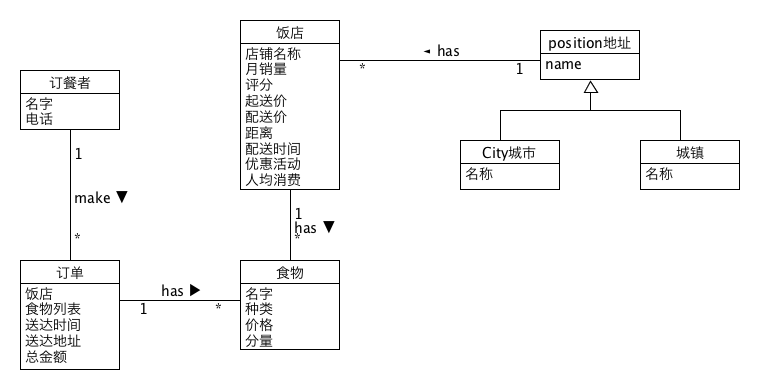 饭店
店铺名称
月销量
评分
起送价
配送价
距离
配送时间
优惠活动
人均消费
◄ has
*
1
position地址
name
City城市
名称
城镇
名称
订餐者
名字
电话
1
make ▼
*
1
has ▼
*
订单
饭店
食物列表
送达时间
送达地址
总金额
has ►
1
*
食物
名字
种类
价格
分量